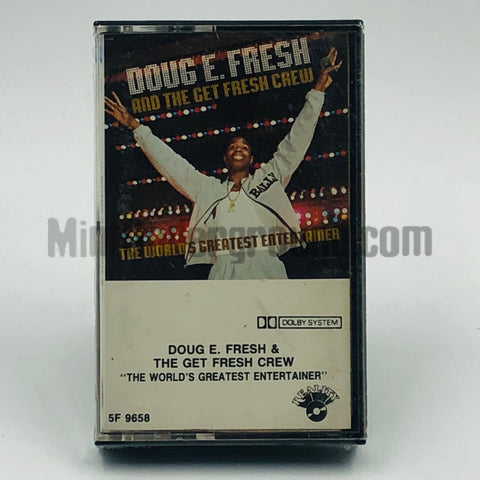 DOUG E. FRESH
AND THE GET FRESH CREW
BALLY
THE WORLD'S GREATEST ENTERTAINER
DOLBY SYSTEM
DOUG E. FRESH &
THE GET FRESH CREW
"THE WORLD'S GREATEST ENTERTAINER"
REALITY
5F 9658